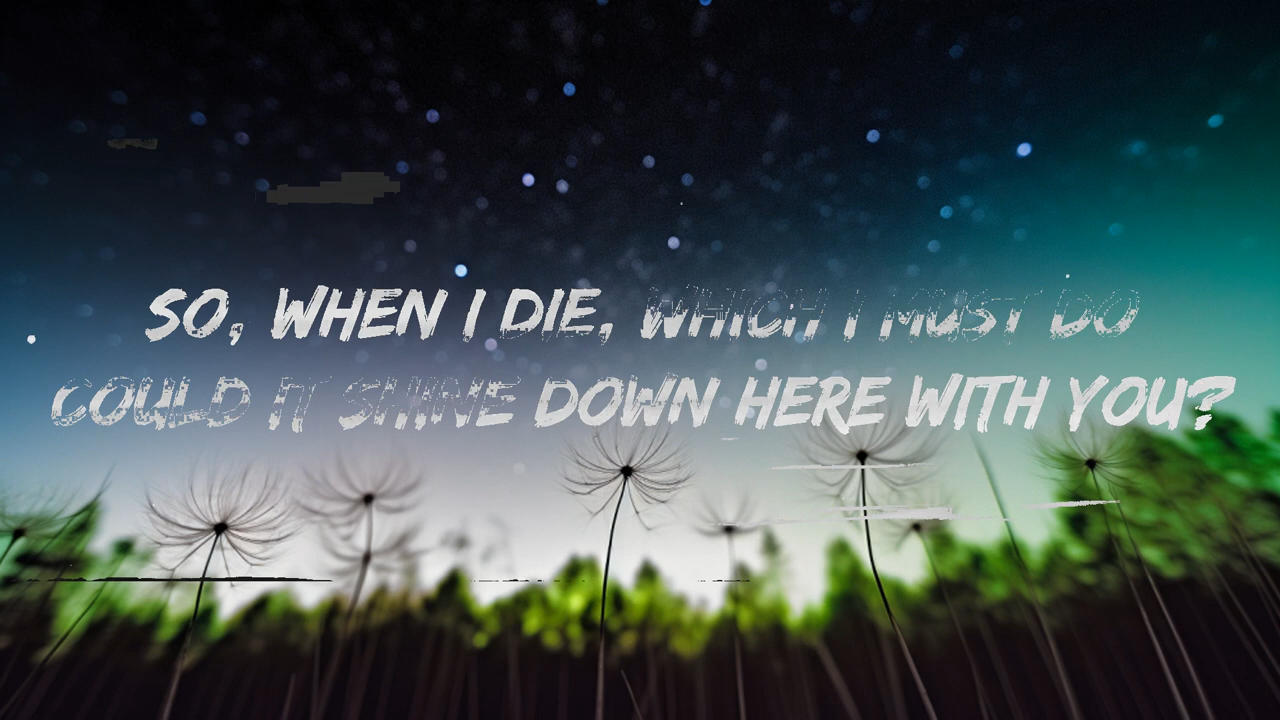 SO, WHEN I DIE, WHICH I MUST DO
COULD IT SHINE DOWN HERE WITH YOU?